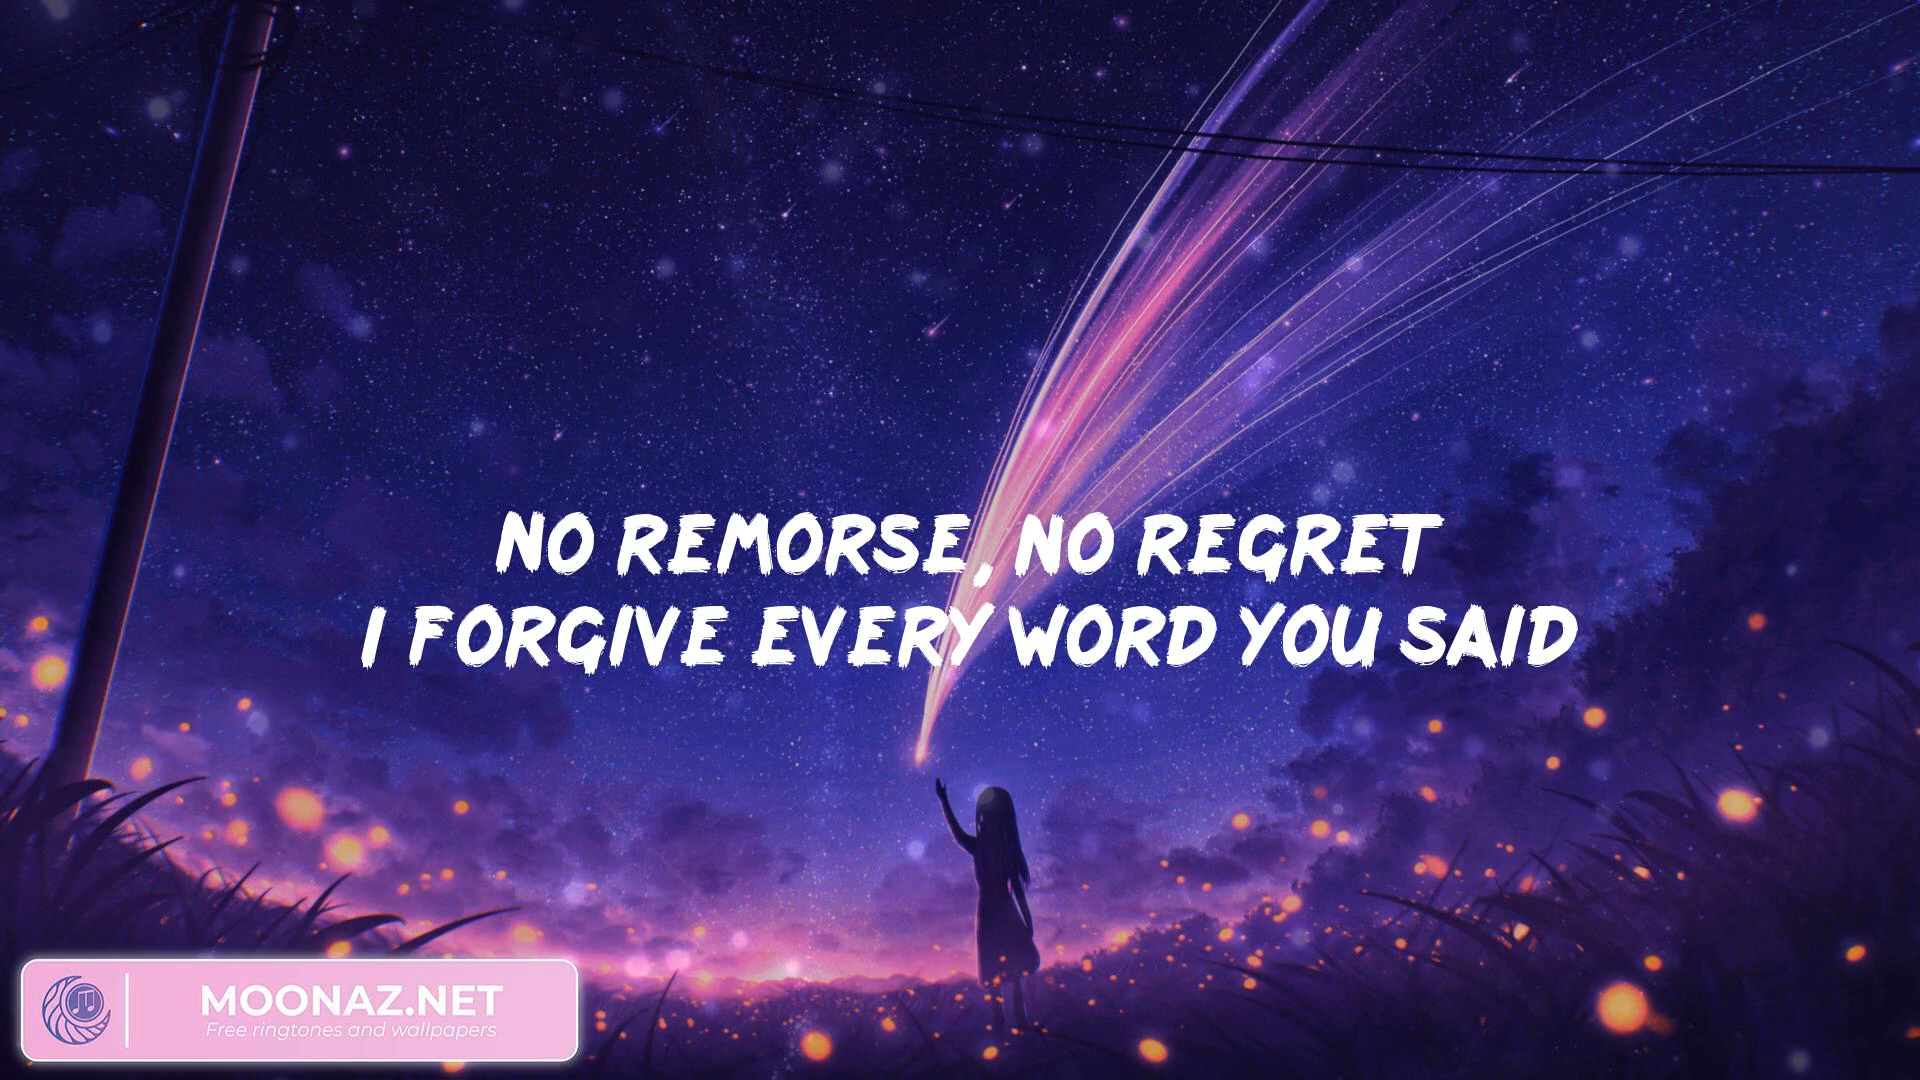 NO REMORSE, NO REGRET
I FORGIVE EVERY WORD YOU SAID
MOONAZ.NET
Free ringtones and wallpapers